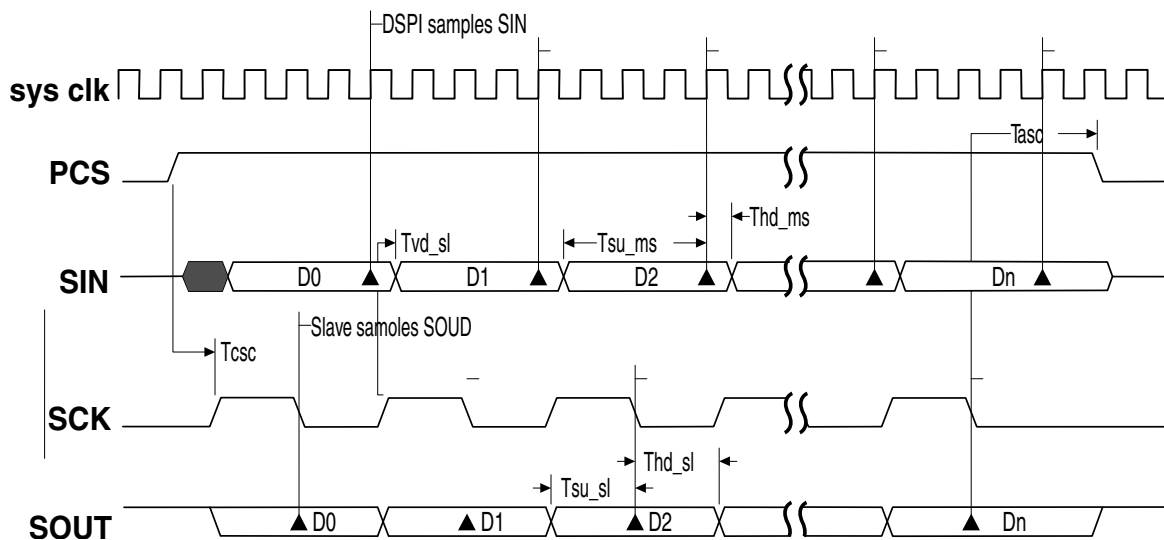 DSPI samples SIN
sys clk
Tasc
PCS
Thd_ms
Tvd_sl
Tsu_ms
SIN
D0
D1
D2
Dn
Slave samoles SOUD
Tcsc
SCK
Thd_sl
Tsu_sl
SOUT
D0
D1
D2
Dn